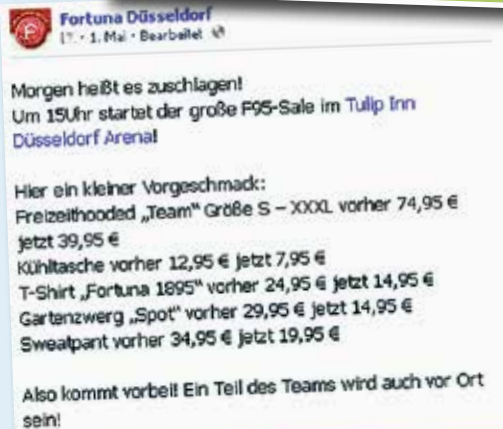 Fortuna Düsseldorf
1. Mai · Bearbeitet
Morgen heißt es zuschlagen!
Um 15Uhr startet der große F95-Sale im Tulip Inn
Düsseldorf Arena!
Hier ein kleiner Vorgeschmack:
Freizeithooded „Team“ Größe S – XXXL vorher 74,95 €
jetzt 39,95 €
Kühltasche vorher 12,95 € jetzt 7,95 €
T-Shirt „Fortuna 1895“ vorher 24,95 € jetzt 14,95 €
Gartenzwerg „Spot“ vorher 29,95 € jetzt 14,95 €
Sweatpant vorher 34,95 € jetzt 19,95 €
Also kommt vorbei! Ein Teil des Teams wird auch vor Ort
sein!